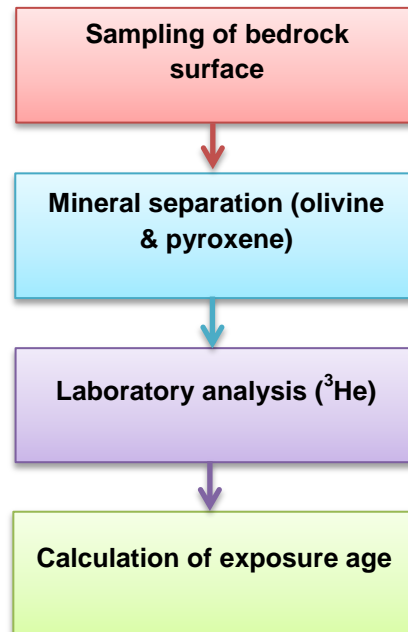 Sampling of bedrock
surface
Mineral separation (olivine
& pyroxene)
Laboratory analysis (³He)
Calculation of exposure age